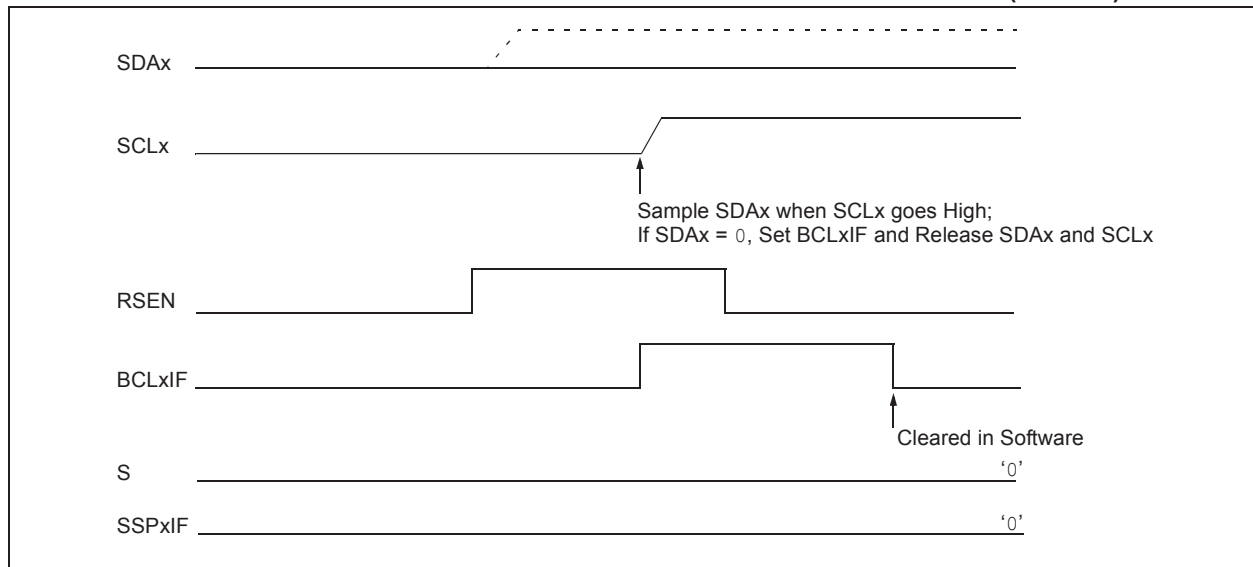 SDAx
SCLx
Sample SDAx when SCLx goes High;
If SDAx = 0, Set BCLxIF and Release SDAx and SCLx
RSEN
BCLxIF
Cleared in Software
S ‘0’
SSPxIF ‘0’